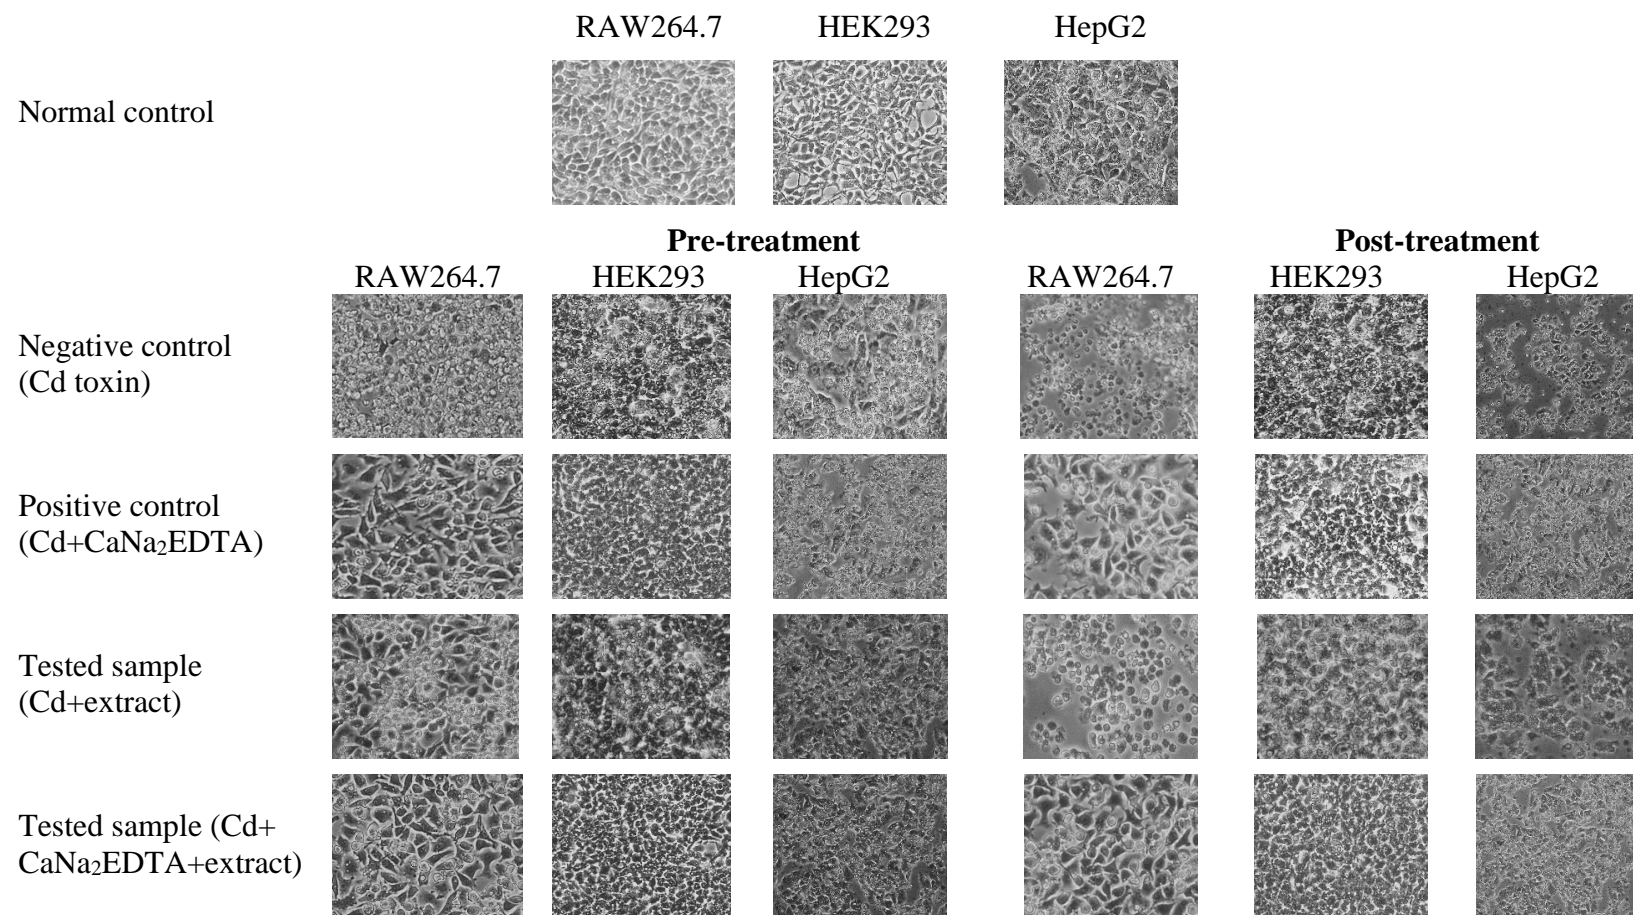 RAW264.7 HEK293 HepG2
Normal control
Pre-treatment Post-treatment
RAW264.7 HEK293 HepG2 RAW264.7 HEK293 HepG2
Negative control
(Cd toxin)
Positive control
(Cd+CaNa₂EDTA)
Tested sample
(Cd+extract)
Tested sample (Cd+
CaNa₂EDTA+extract)